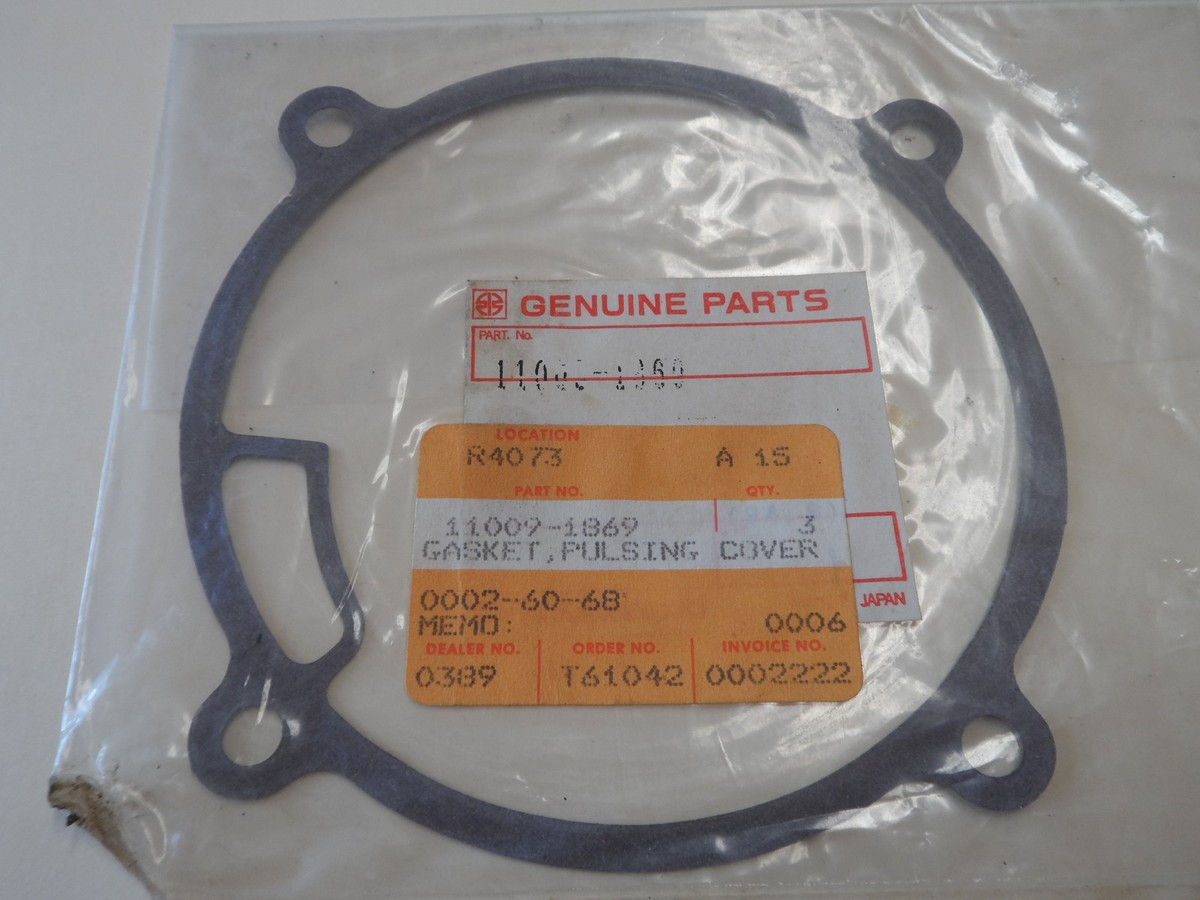 GENUINE PARTS
PART. No.
LOCATION
R4073 A 15
PART NO. QTY.
11009-1869 3
GASKET,PULSING COVER
0002-60-68
MEMO: 0006
JAPAN
DEALER NO. ORDER NO. INVOICE NO.
0389 T61042 0002222